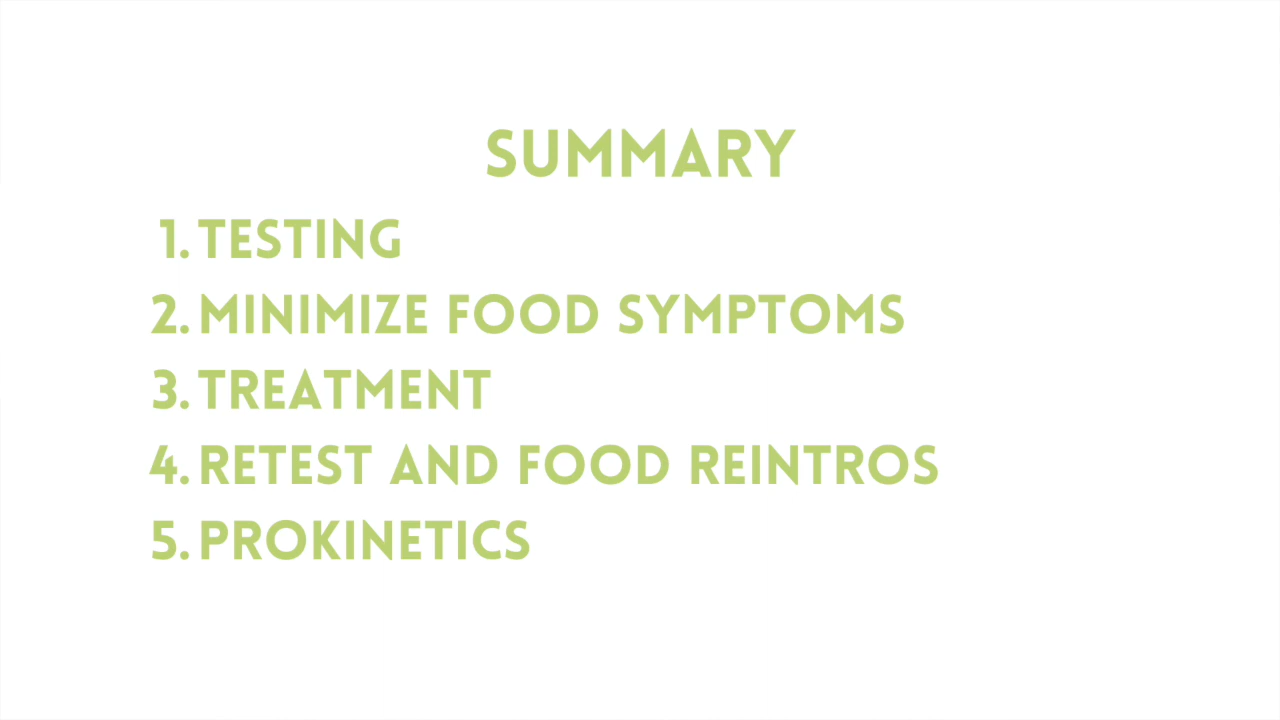 SUMMARY
1. TESTING
2. MINIMIZE FOOD SYMPTOMS
3. TREATMENT
4. RETEST AND FOOD REINTROS
5. PROKINETICS